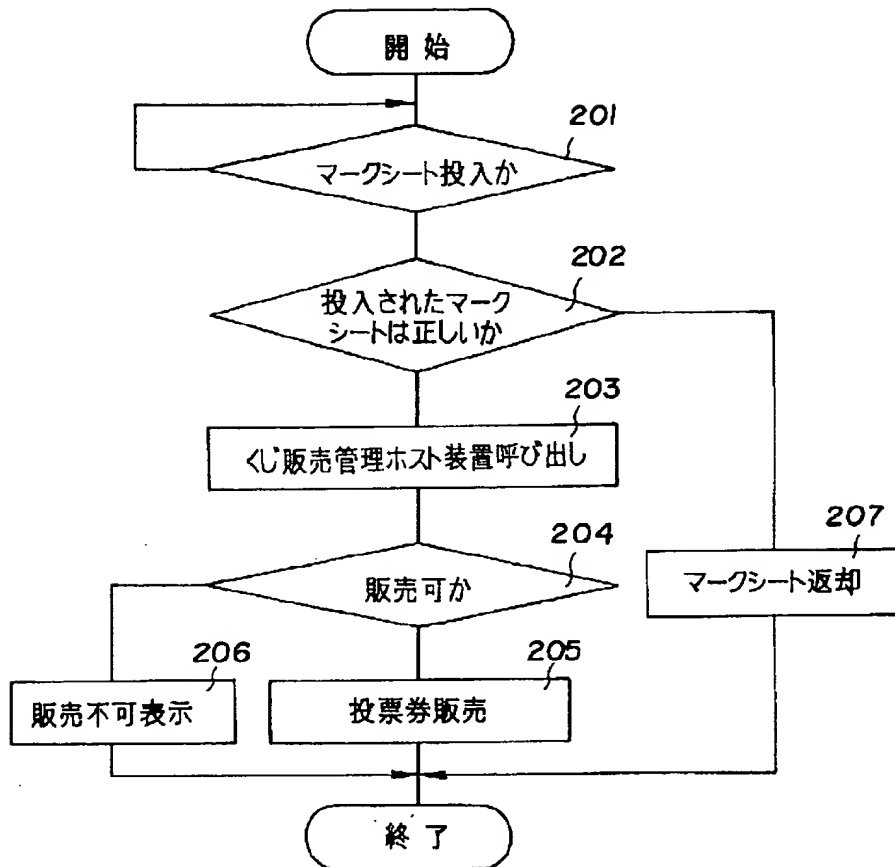 開始
201
マークシート投入か
202
投入されたマーク
シートは正しいか
203
くじ販売管理ホスト装置呼び出し
204
販売可か
207
マークシート返却
206
販売不可表示
205
投票券販売
終了